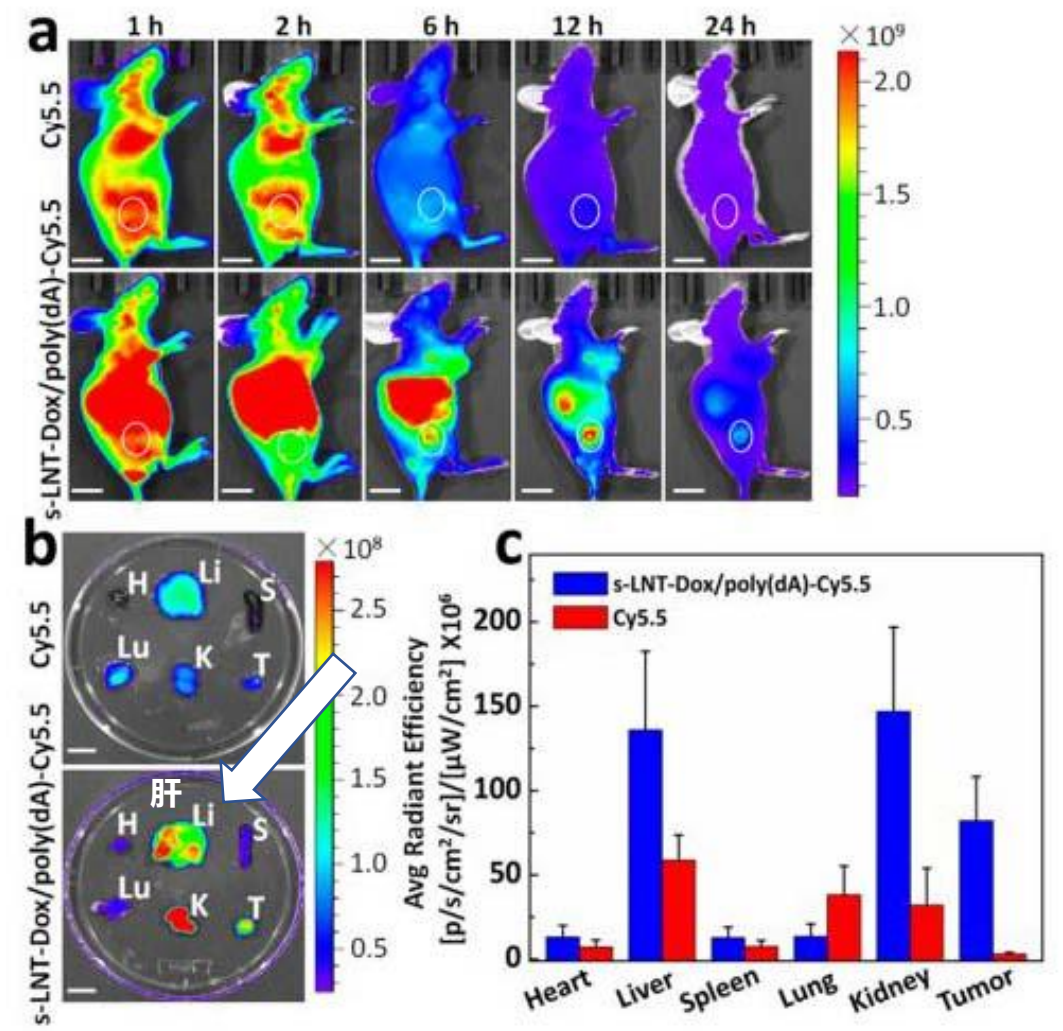 a
1 h 2 h 6 h 12 h 24 h
Cy5.5
s-LNT-Dox/poly(dA)-Cy5.5
× 10⁹
2.0
1.5
1.0
0.5
b
Cy5.5
H Li S
Lu K T
s-LNT-Dox/poly(dA)-Cy5.5
肝
H Li S
Lu K T
× 10⁸
2.5
2.0
1.5
1.0
0.5
c
Avg Radiant Efficiency
[p/s/cm²/sr]/[µW/cm²] X10⁶
s-LNT-Dox/poly(dA)-Cy5.5
Cy5.5
200
150
100
50
0
Heart Liver Spleen Lung Kidney Tumor